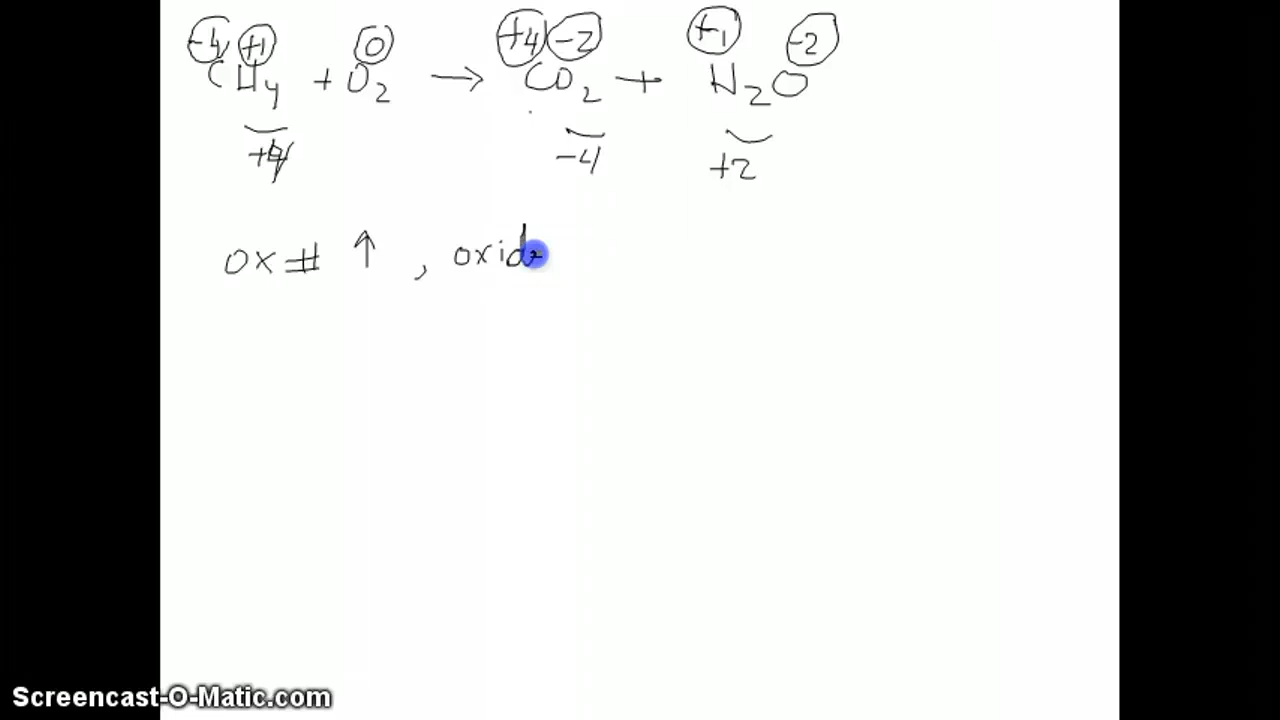 -4 +1 0 +4 -2 +1 -2
CH4 + O2 → CO2 + H2O
+4 -4 +2
ox # ↑ , oxid
Screencast-O-Matic.com